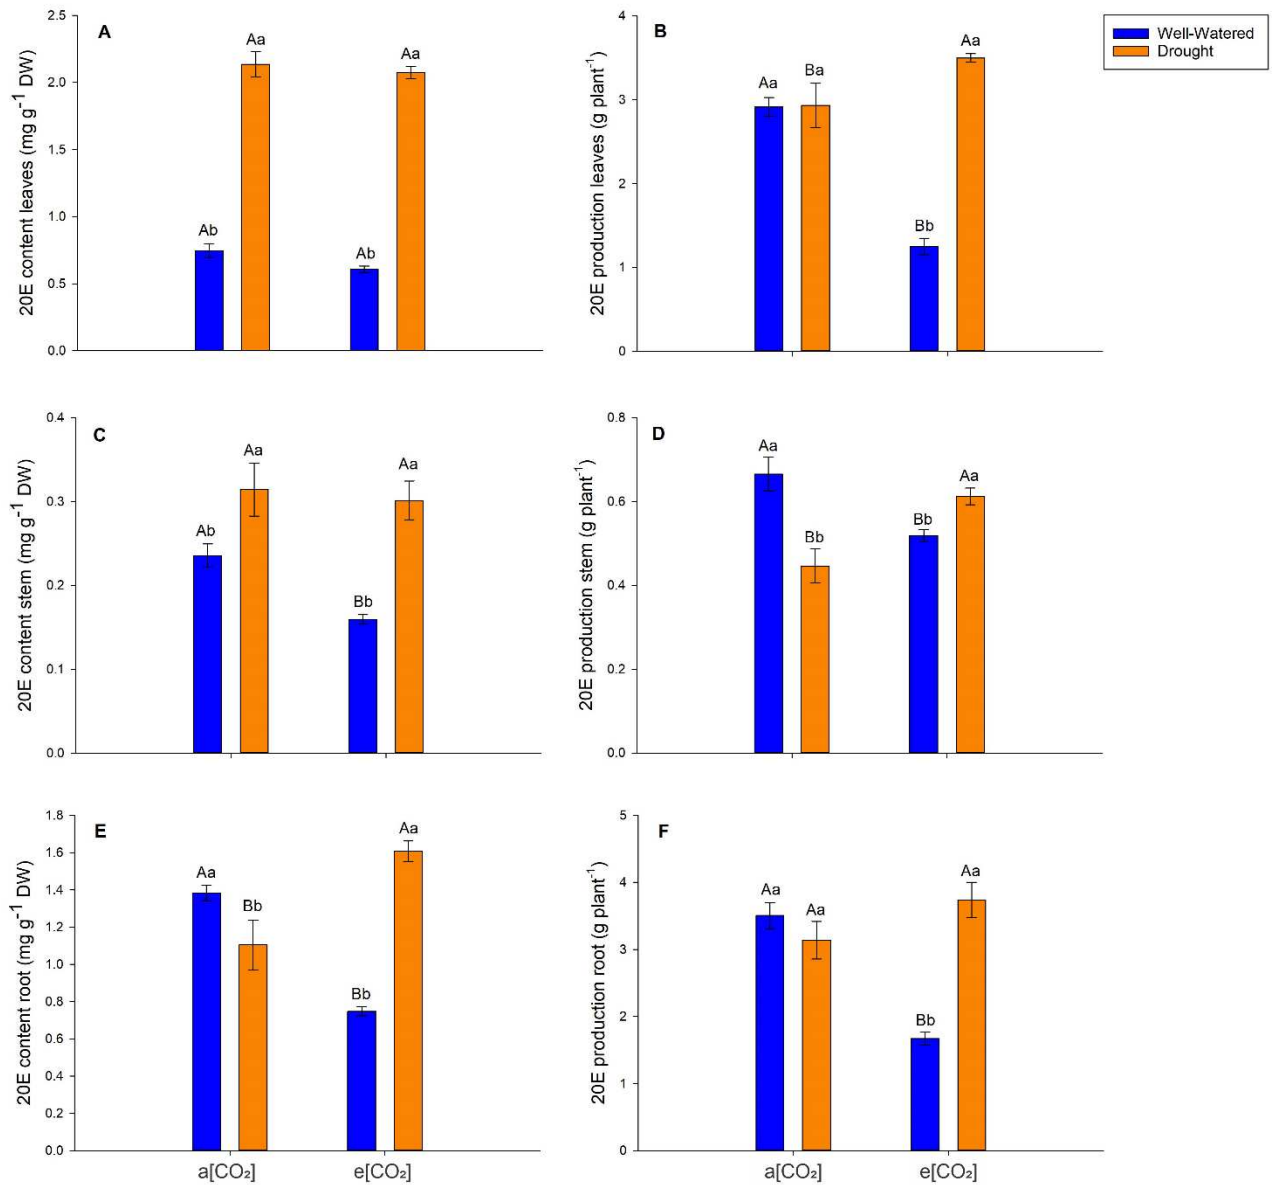 A
20E content leaves (mg g⁻¹ DW)
2.5
2.0
1.5
1.0
0.5
0.0
Ab
Aa
Ab
Aa
B
20E production leaves (g plant⁻¹)
4
3
2
1
0
Aa
Ba
Bb
Aa
Well-Watered
Drought
C
20E content stem (mg g⁻¹ DW)
0.4
0.3
0.2
0.1
0.0
Ab
Aa
Bb
Aa
D
20E production stem (g plant⁻¹)
0.8
0.6
0.4
0.2
0.0
Aa
Bb
Bb
Aa
E
20E content root (mg g⁻¹ DW)
1.8
1.6
1.4
1.2
1.0
0.8
0.6
0.4
0.2
0.0
Aa
Bb
Bb
Aa
a[CO₂]
e[CO₂]
F
20E production root (g plant⁻¹)
5
4
3
2
1
0
Aa
Aa
Bb
Aa
a[CO₂]
e[CO₂]